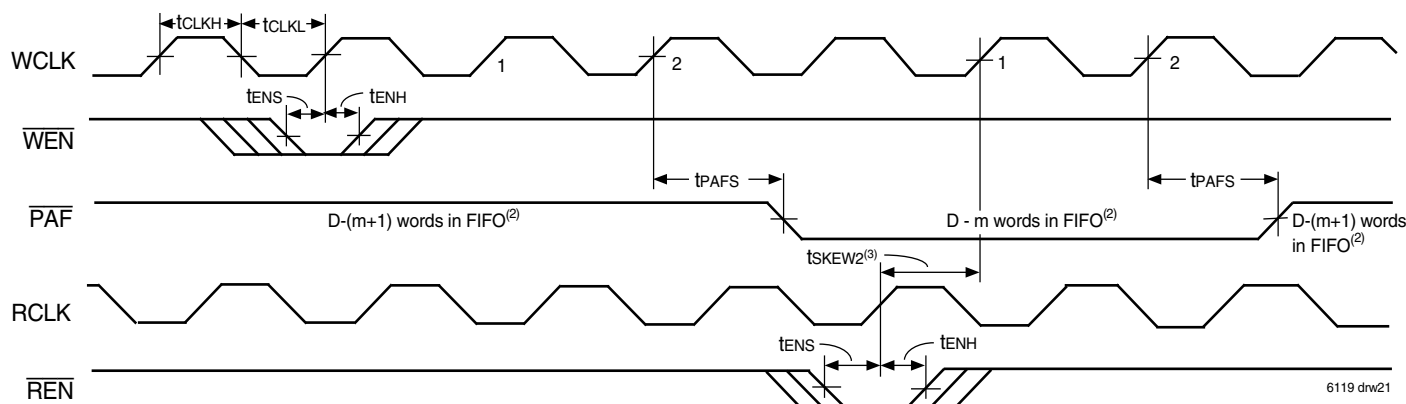 tCLKH tCLKL
WCLK 1 2 1 2
tENS tENH
WEN
tPAFS tPAFS
PAF D-(m+1) words in FIFO(2) D - m words in FIFO(2) D-(m+1) words
in FIFO(2)
tSKEW2(3)
RCLK
tENS tENH
REN
6119 drw21